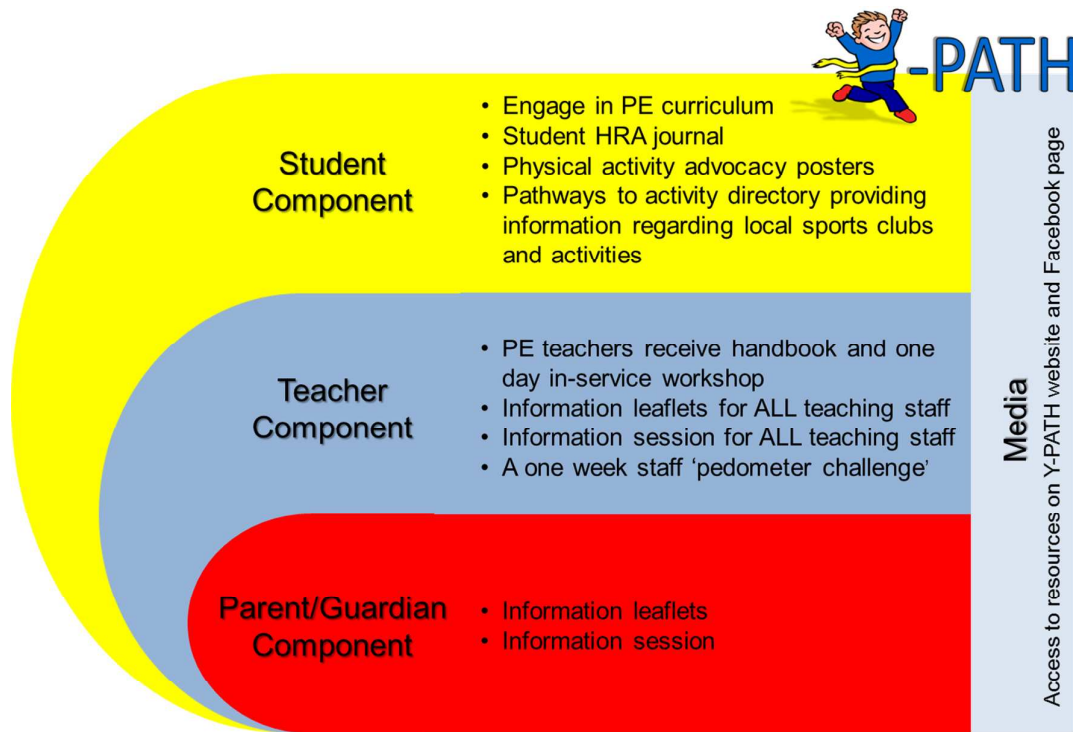 -PATH
Student
Component
• Engage in PE curriculum
• Student HRA journal
• Physical activity advocacy posters
• Pathways to activity directory providing
information regarding local sports clubs
and activities
Teacher
Component
• PE teachers receive handbook and one
day in-service workshop
• Information leaflets for ALL teaching staff
• Information session for ALL teaching staff
• A one week staff ‘pedometer challenge’
Parent/Guardian
Component
• Information leaflets
• Information session
Media
Access to resources on Y-PATH website and Facebook page